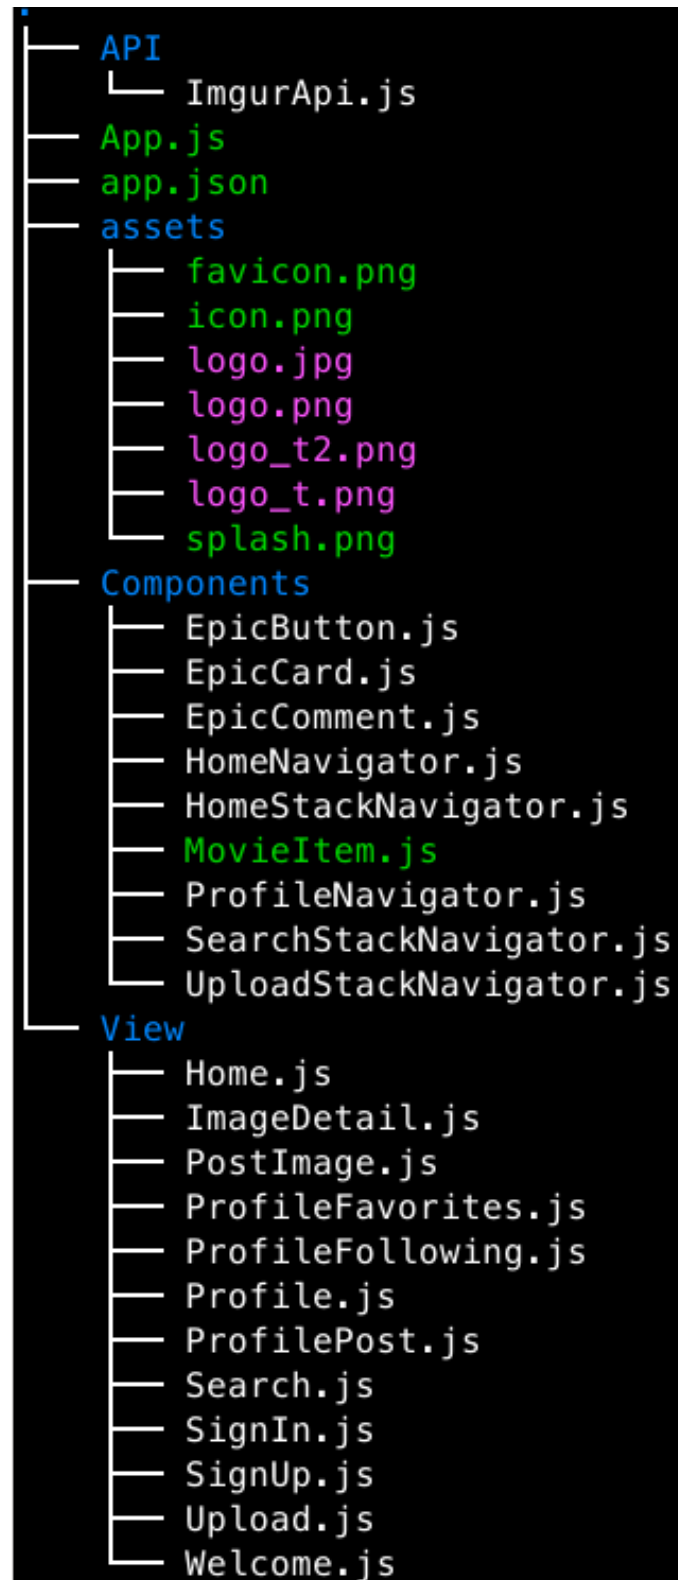 .
API
ImgurApi.js
App.js
app.json
assets
favicon.png
icon.png
logo.jpg
logo.png
logo_t2.png
logo_t.png
splash.png
Components
EpicButton.js
EpicCard.js
EpicComment.js
HomeNavigator.js
HomeStackNavigator.js
MovieItem.js
ProfileNavigator.js
SearchStackNavigator.js
UploadStackNavigator.js
View
Home.js
ImageDetail.js
PostImage.js
ProfileFavorites.js
ProfileFollowing.js
Profile.js
ProfilePost.js
Search.js
SignIn.js
SignUp.js
Upload.js
Welcome.js